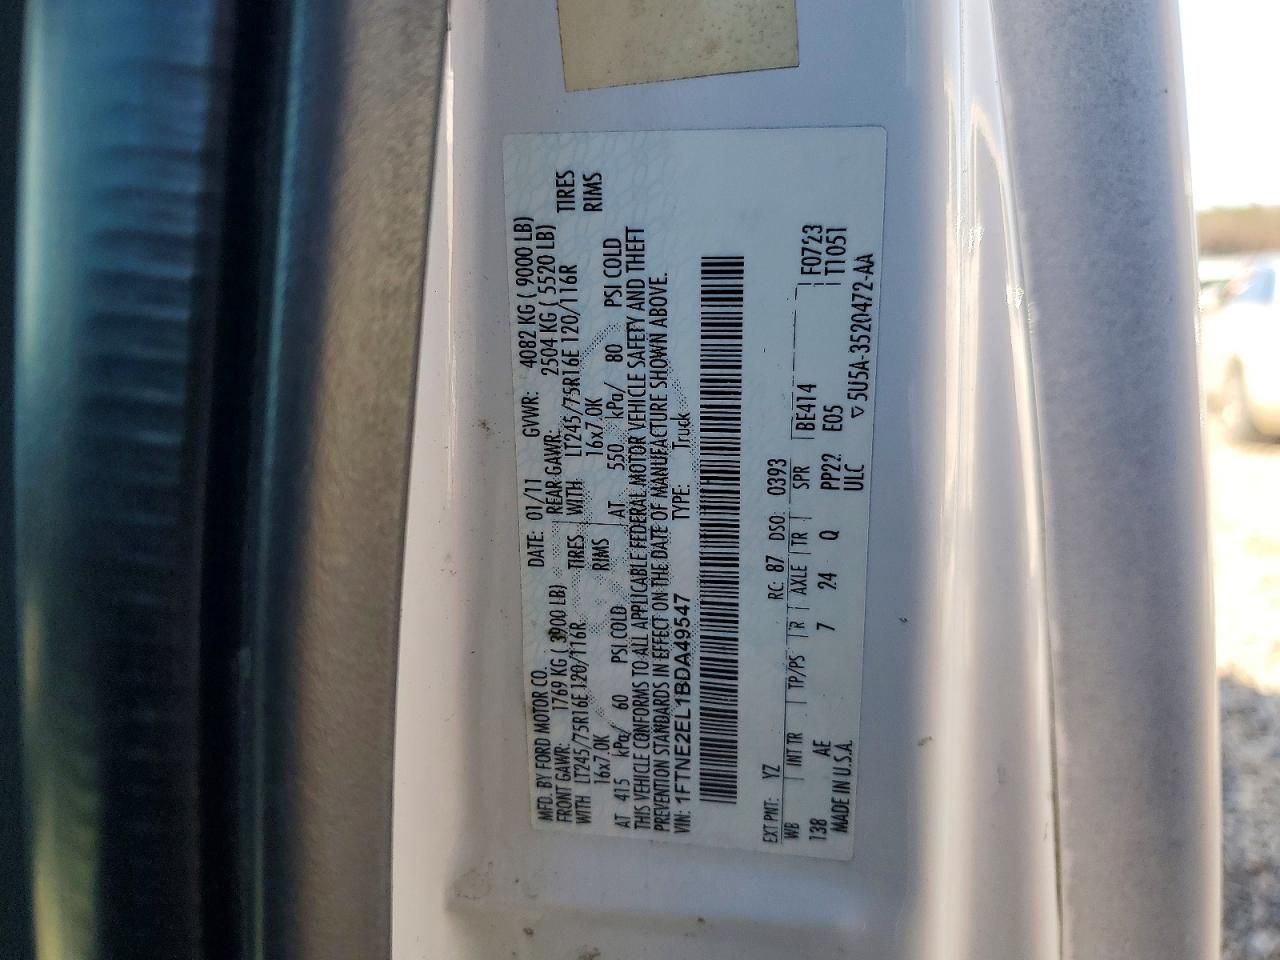 MFD. BY FORD MOTOR CO.
DATE: 01/11 GVWR: 4082 KG ( 9000 LB)
FRONT GAWR: 1769 KG ( 3900 LB) REAR GAWR: 2504 KG ( 5520 LB)
WITH LT245/75R16E 120/116R TIRES WITH LT245/75R16E 120/116R TIRES
16x7.0K RIMS 16x7.0K RIMS
AT 415 kPa/ 60 PSI COLD AT 550 kPa/ 80 PSI COLD
THIS VEHICLE CONFORMS TO ALL APPLICABLE FEDERAL MOTOR VEHICLE SAFETY AND THEFT
PREVENTION STANDARDS IN EFFECT ON THE DATE OF MANUFACTURE SHOWN ABOVE.
VIN: 1FTNE2EL1BDA49547 TYPE: Truck
EXT PNT: YZ RC: 87 DSO: 0393
WB INT TR TP/PS R AXLE TR SPR BE414 F0723
138 AE 7 24 Q PP22 E05 T1051
MADE IN U.S.A. ULC ▽5U5A-3520472-AA